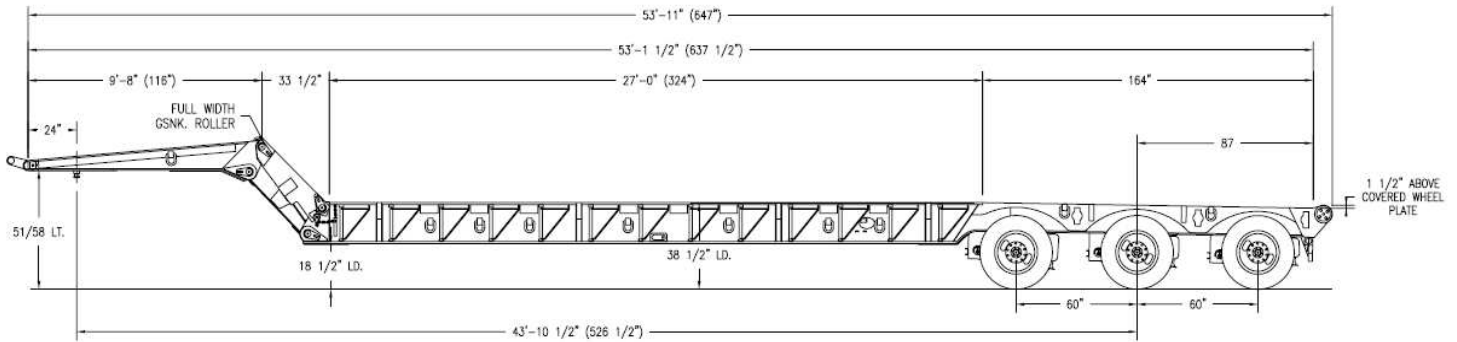 53'-11" (647")
53'-1 1/2" (637 1/2")
9'-8" (116")
33 1/2"
27'-0" (324")
164"
FULL WIDTH
GSNK. ROLLER
24"
87
1 1/2" ABOVE
COVERED WHEEL
PLATE
51/58 LT.
18 1/2" LD.
38 1/2" LD.
60"
60"
43'-10 1/2" (526 1/2")